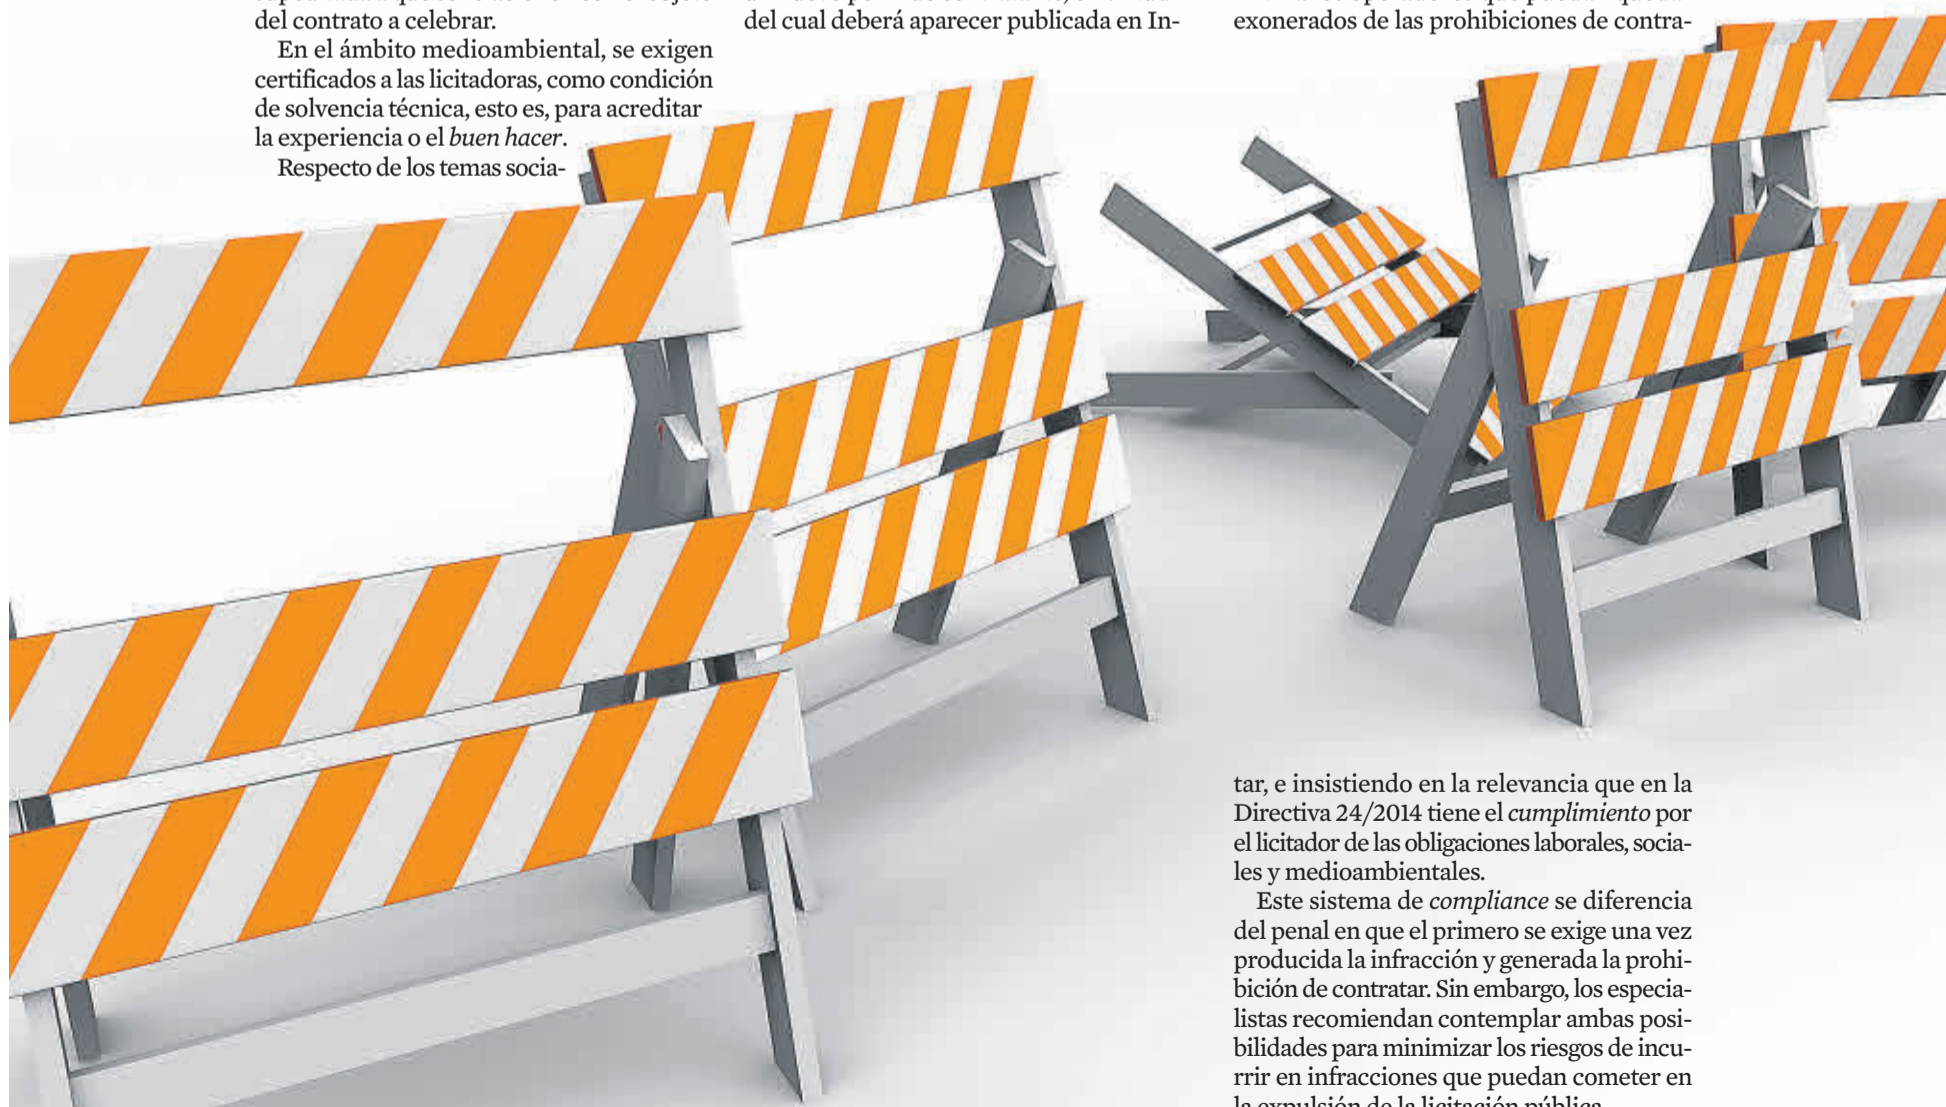 del contrato a celebrar.
En el ámbito medioambiental, se exigen
certificados a las licitadoras, como condición
de solvencia técnica, esto es, para acreditar
la experiencia o el buen hacer.
Respecto de los temas socia-
del cual deberá aparecer publicada en In-
exonerados de las prohibiciones de contra-
tar, e insistiendo en la relevancia que en la
Directiva 24/2014 tiene el cumplimiento por
el licitador de las obligaciones laborales, socia-
les y medioambientales.
Este sistema de compliance se diferencia
del penal en que el primero se exige una vez
producida la infracción y generada la prohi-
bición de contratar. Sin embargo, los especia-
listas recomiendan contemplar ambas posi-
bilidades para minimizar los riesgos de incu-
rrir en infracciones que puedan cometer en
la expulsión de la licitación pública.